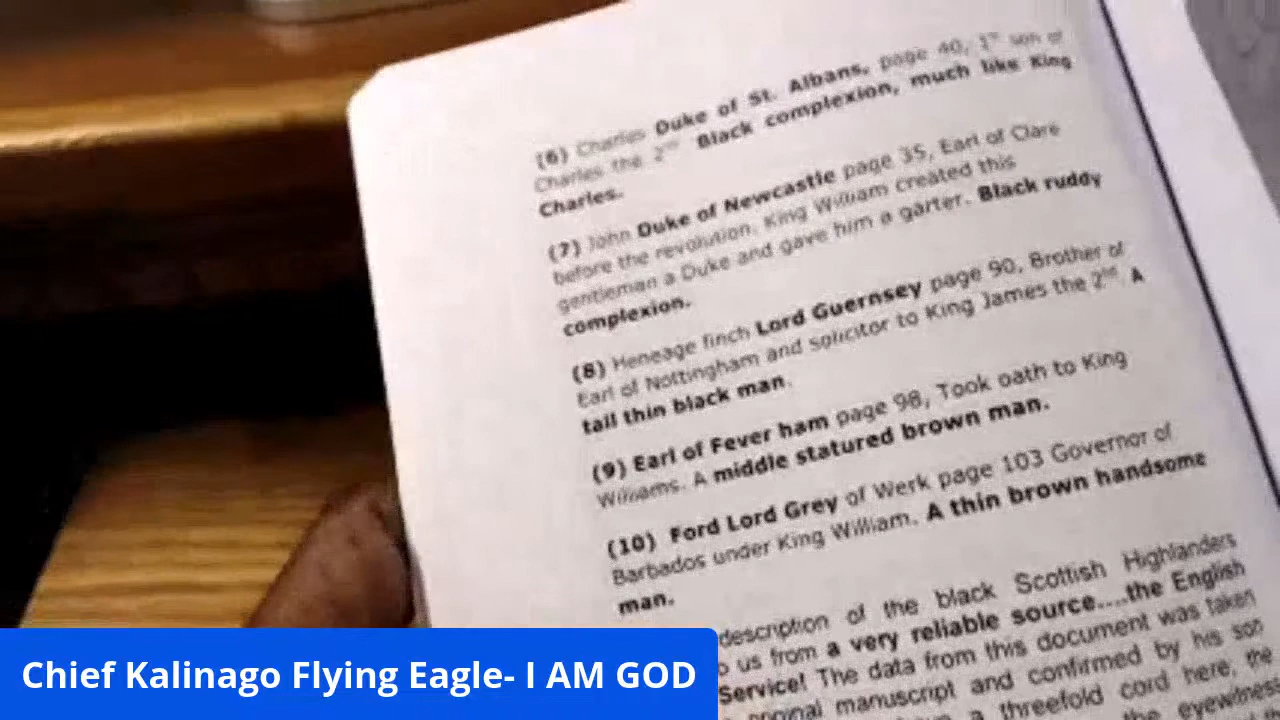 (6) Charles Duke of St. Albans, page 40, 1st son of
Charles the 2nd Black complexion, much like King
Charles.
(7) John Duke of Newcastle page 35, Earl of Clare
before the revolution. King William created this
gentleman a Duke and gave him a garter. Black ruddy
complexion.
(8) Heneage finch Lord Guernsey page 90, Brother of
Earl of Nottingham and solicitor to King James the 2nd. A
tall thin black man.
(9) Earl of Fever ham page 98, Took oath to King
Williams. A middle statured brown man.
(10) Ford Lord Grey of Werk page 103 Governor of
Barbados under King William. A thin brown handsome
man.
description of the black Scottish Highlanders
us from a very reliable source....the English
Service! The data from this document was taken
original manuscript and confirmed by his son
a threefold cord here, the
the eyewitness
Chief Kalinago Flying Eagle- I AM GOD